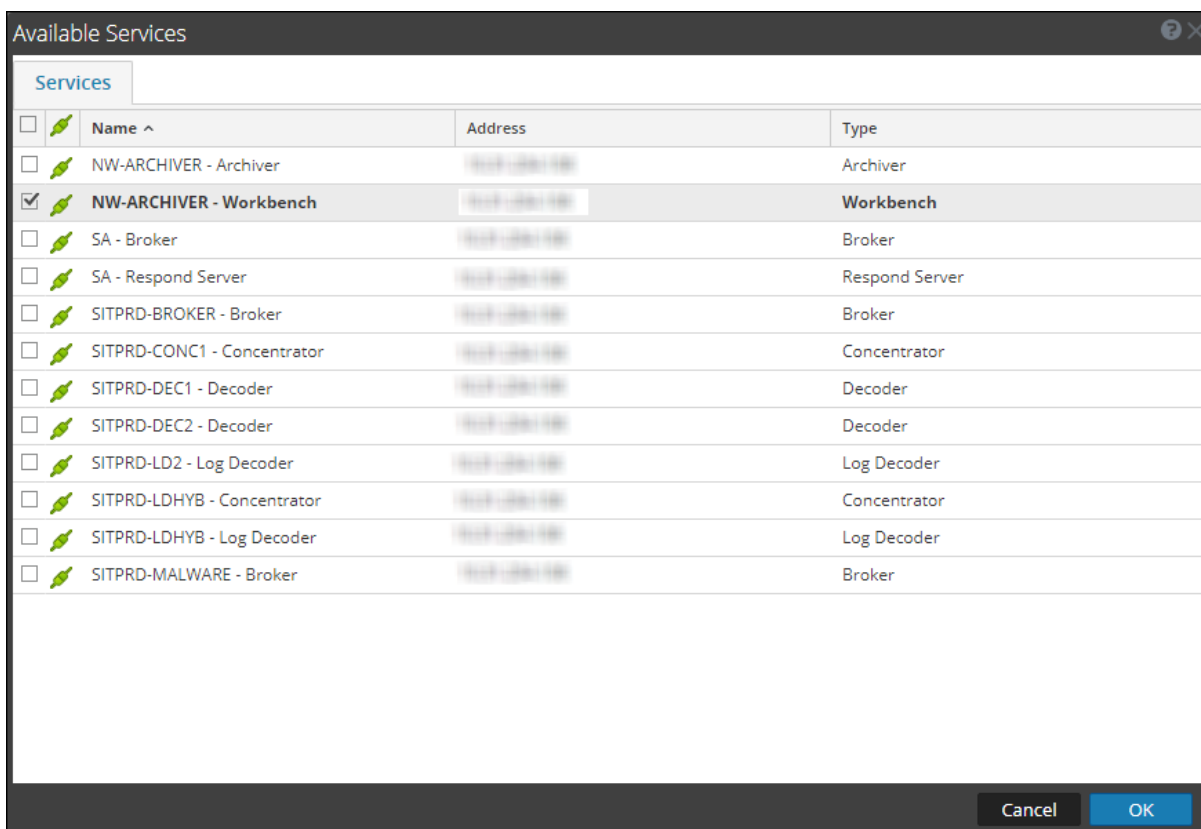 Available Services
Services
Name Address Type
NW-ARCHIVER - Archiver Archiver
NW-ARCHIVER - Workbench Workbench
SA - Broker Broker
SA - Respond Server Respond Server
SITPRD-BROKER - Broker Broker
SITPRD-CONC1 - Concentrator Concentrator
SITPRD-DEC1 - Decoder Decoder
SITPRD-DEC2 - Decoder Decoder
SITPRD-LD2 - Log Decoder Log Decoder
SITPRD-LDHYB - Concentrator Concentrator
SITPRD-LDHYB - Log Decoder Log Decoder
SITPRD-MALWARE - Broker Broker
Cancel OK